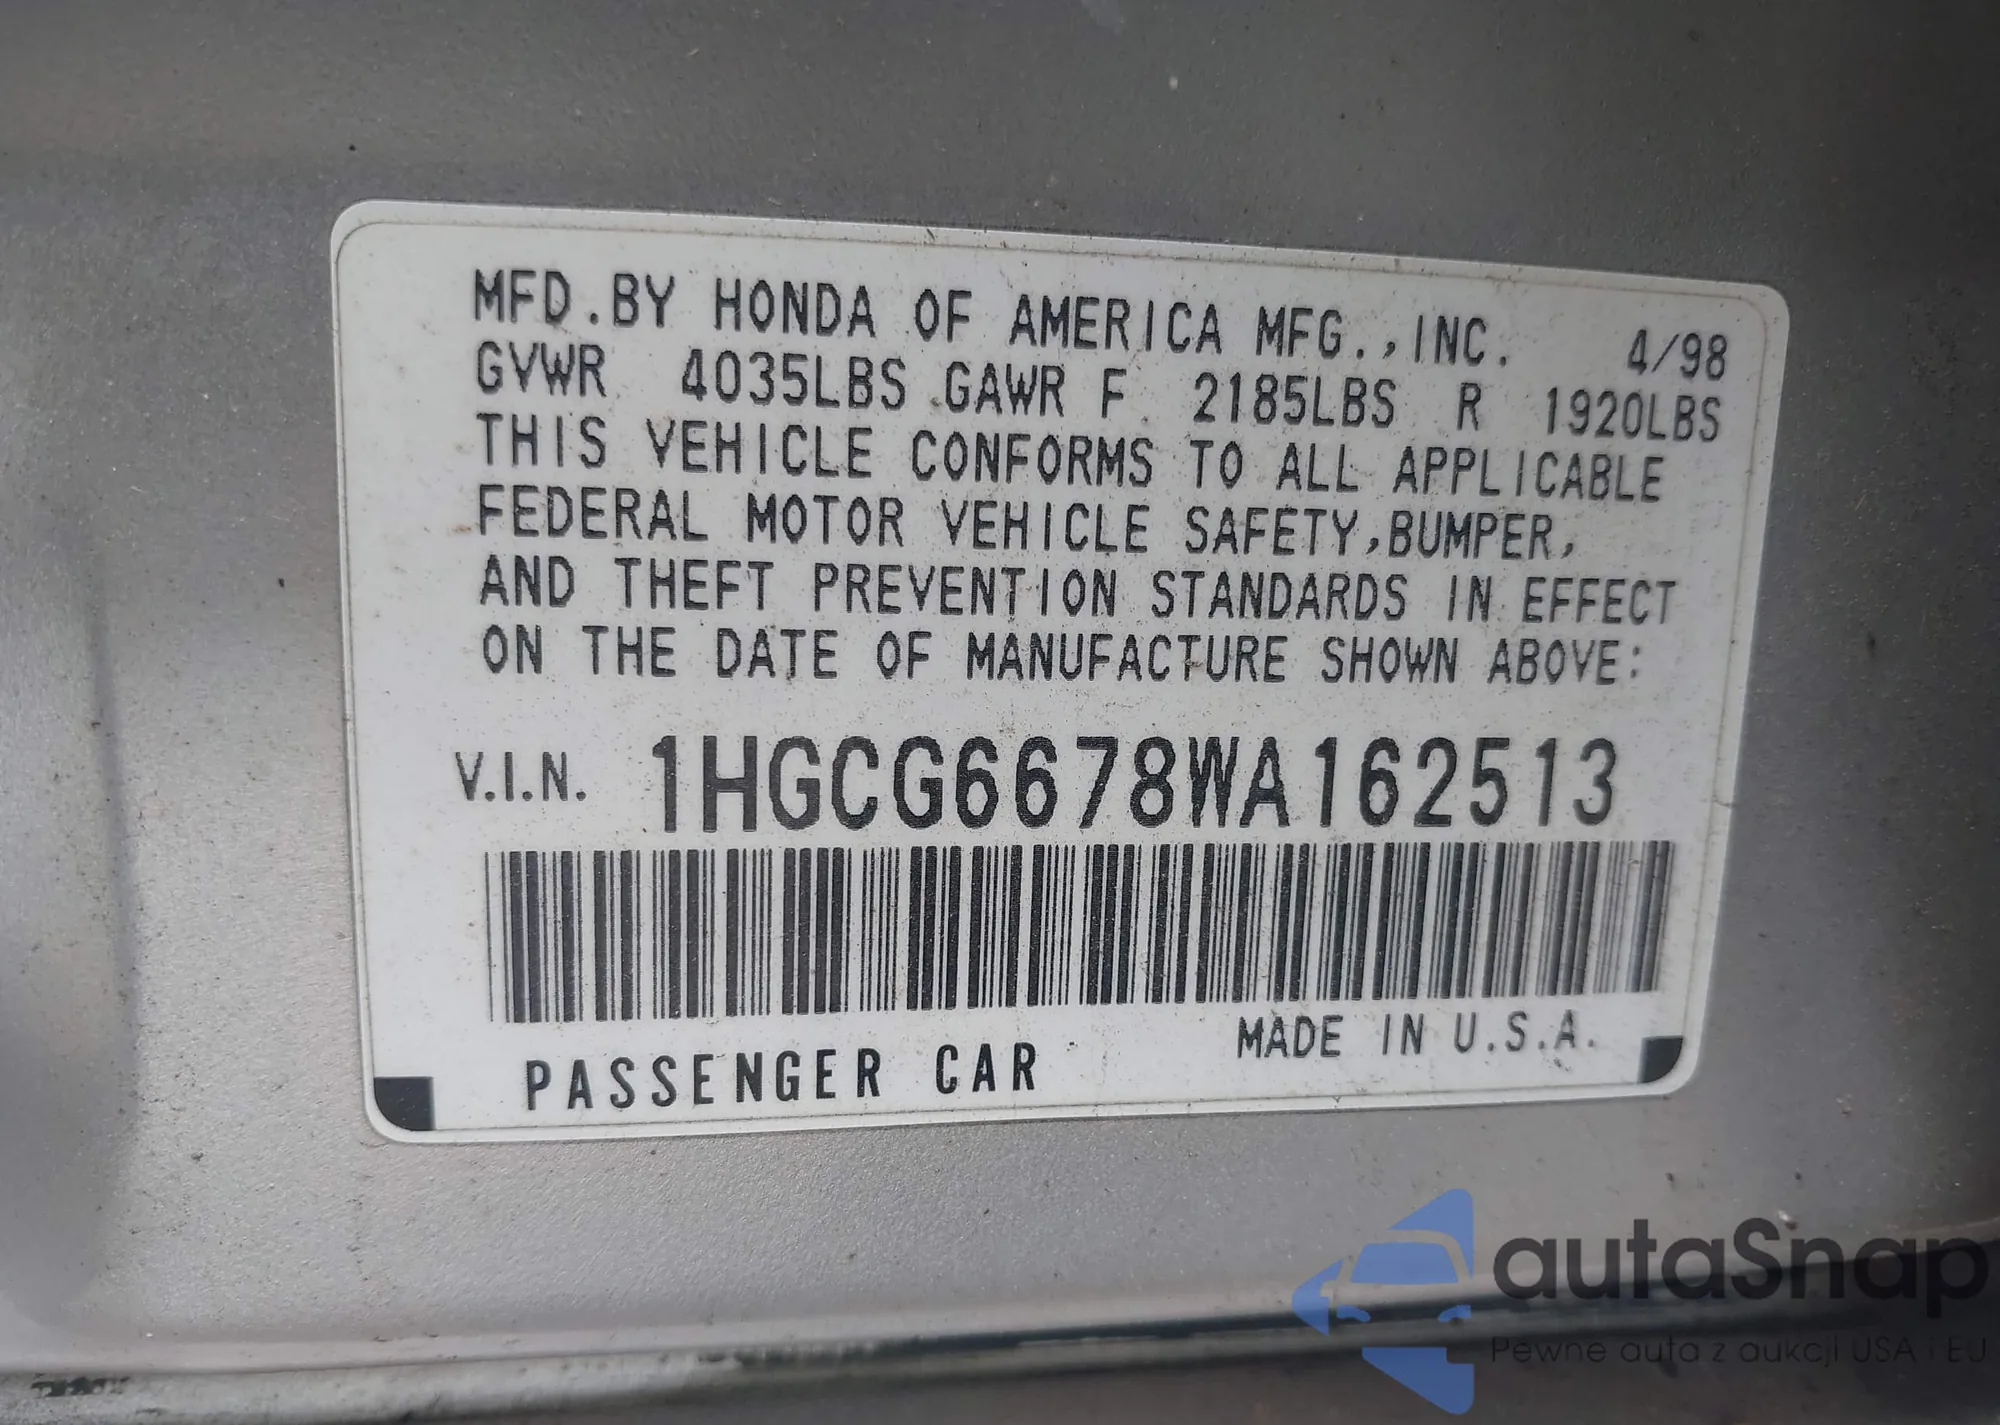 MFD.BY HONDA OF AMERICA MFG.,INC. 4/98
GVWR 4035LBS GAWR F 2185LBS R 1920LBS
THIS VEHICLE CONFORMS TO ALL APPLICABLE
FEDERAL MOTOR VEHICLE SAFETY,BUMPER,
AND THEFT PREVENTION STANDARDS IN EFFECT
ON THE DATE OF MANUFACTURE SHOWN ABOVE:
V.I.N. 1HGCG6678WA162513
MADE IN U.S.A.
PASSENGER CAR
autaSnap
Pewne auta z aukcji USA i EU